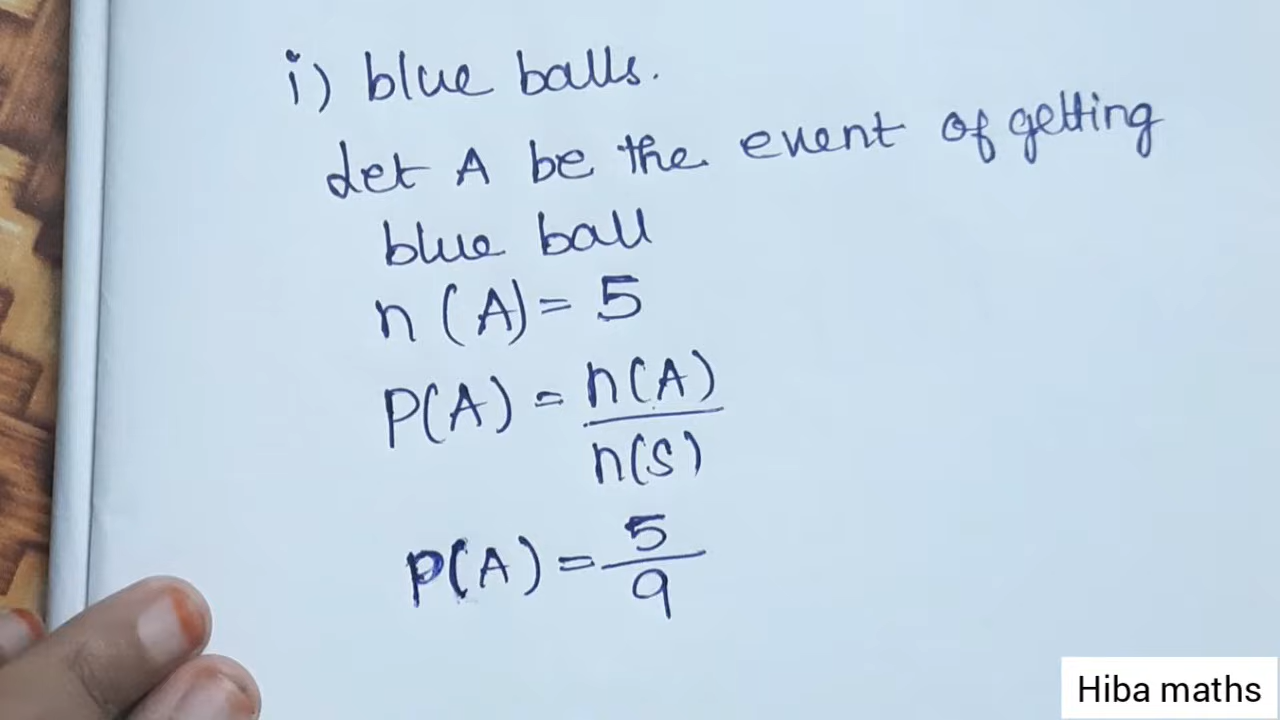 i) blue balls.
Let A be the event of getting
blue ball
n (A) = 5
P(A) = n(A)
n(S)
P(A) = 5
9
Hiba maths